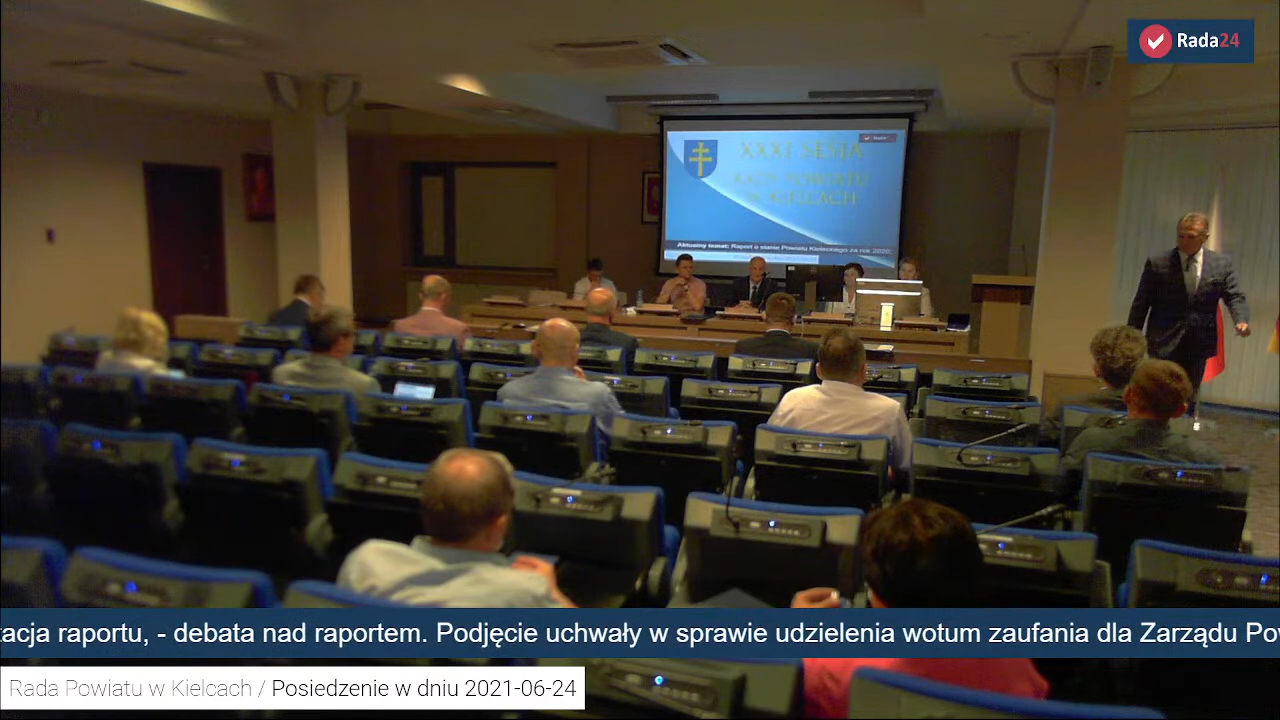 Rada24
XXXI SESJA
RADY POWIATU
W KIELCACH
Aktualny temat: Raport o stanie Powiatu Kieleckiego za rok 2020:
tacja raportu, - debata nad raportem. Podjęcie uchwały w sprawie udzielenia wotum zaufania dla Zarządu Pow
Rada Powiatu w Kielcach / Posiedzenie w dniu 2021-06-24